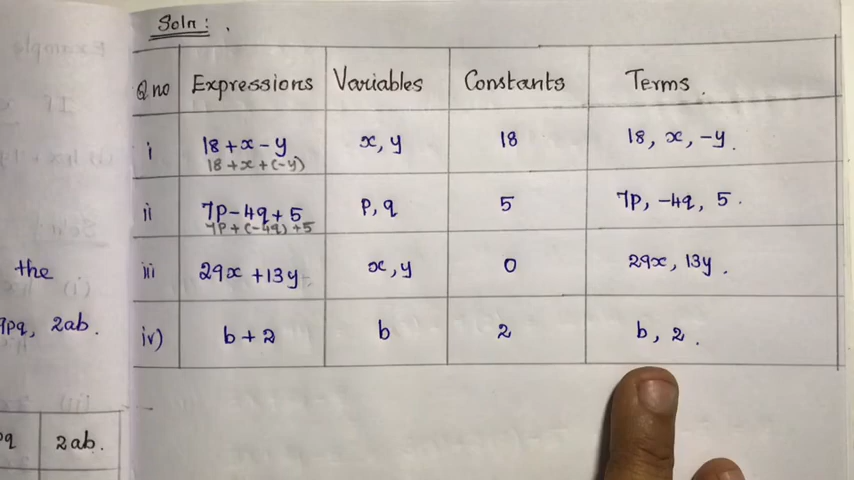 Soln :
Q no Expressions Variables Constants Terms.
i 18 + x - y x, y 18 18, x, -y.
18 + x + (-y)
ii 7p - 4q + 5 p, q 5 7p, -4q, 5.
7p + (-4q) + 5
iii 29x + 13y x, y 0 29x, 13y.
iv) b + 2 b 2 b, 2.
the
pq, 2ab.
q 2ab.